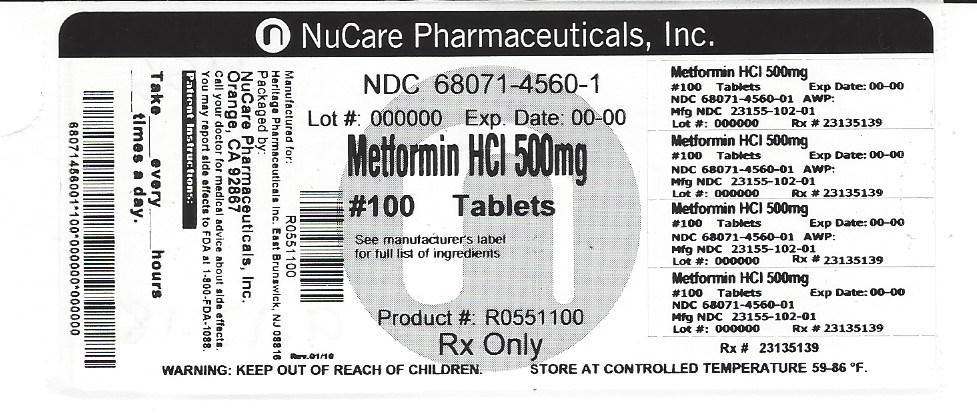 NuCare Pharmaceuticals, Inc.
NDC 68071-4560-1
Lot #: 000000 Exp. Date: 00-00
Metformin HCl 500mg
#100 Tablets
See manufacturer's label
for full list of ingredients
Product #: R0551100
Rx Only
R0551100
Manufactured for:
Heritage Pharmaceuticals Inc. East Brunswick, NJ 08816
Packaged by:
NuCare Pharmaceuticals, Inc.
Orange, CA 92867
Call your doctor for medical advice about side effects.
You may report side effects to FDA at 1-800-FDA-1088.
Patient Instructions:
Take ____ every ____ hours
____ times a day.
68071456001*100*000000*000000
Rev.01/18
WARNING: KEEP OUT OF REACH OF CHILDREN. STORE AT CONTROLLED TEMPERATURE 59-86 °F.
Metformin HCl 500mg
#100 Tablets Exp Date: 00-00
NDC 68071-4560-01 AWP:
Mfg NDC 23155-102-01
Lot #: 000000 Rx # 23135139
Metformin HCl 500mg
#100 Tablets Exp Date: 00-00
NDC 68071-4560-01 AWP:
Mfg NDC 23155-102-01
Lot #: 000000 Rx # 23135139
Metformin HCl 500mg
#100 Tablets Exp Date: 00-00
NDC 68071-4560-01 AWP:
Mfg NDC 23155-102-01
Lot #: 000000 Rx # 23135139
Metformin HCl 500mg
#100 Tablets Exp Date: 00-00
NDC 68071-4560-01
Mfg NDC 23155-102-01
Lot #: 000000 Rx # 23135139
Rx # 23135139